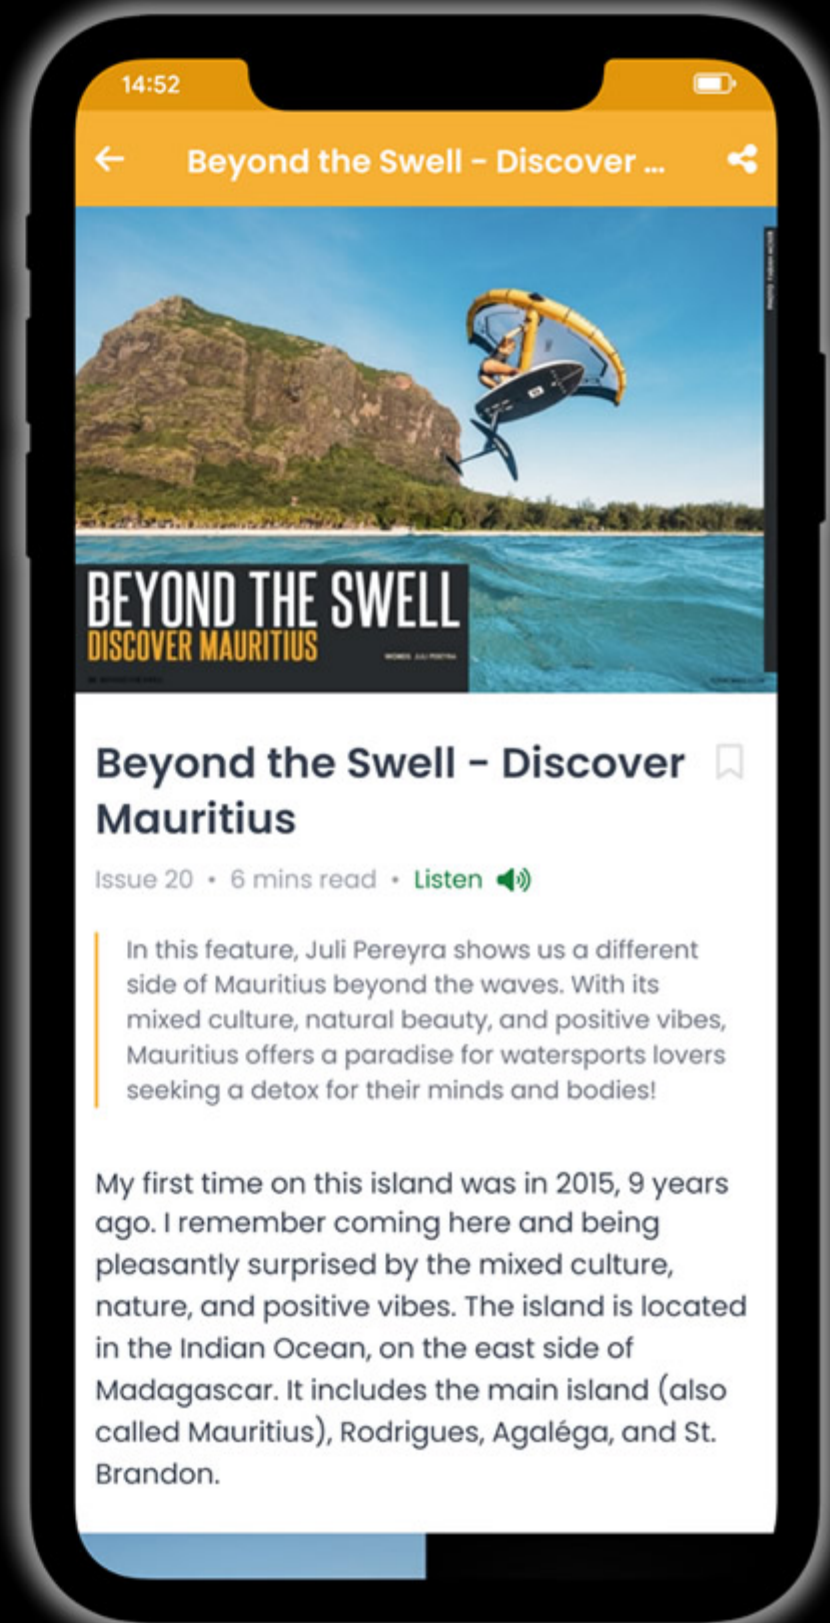 14:52
Beyond the Swell - Discover ...
BEYOND THE SWELL
DISCOVER MAURITIUS
WORDS JULI PEREYRA
Beyond the Swell - Discover
Mauritius
Issue 20 • 6 mins read • Listen
In this feature, Juli Pereyra shows us a different
side of Mauritius beyond the waves. With its
mixed culture, natural beauty, and positive vibes,
Mauritius offers a paradise for watersports lovers
seeking a detox for their minds and bodies!
My first time on this island was in 2015, 9 years
ago. I remember coming here and being
pleasantly surprised by the mixed culture,
nature, and positive vibes. The island is located
in the Indian Ocean, on the east side of
Madagascar. It includes the main island (also
called Mauritius), Rodrigues, Agaléga, and St.
Brandon.